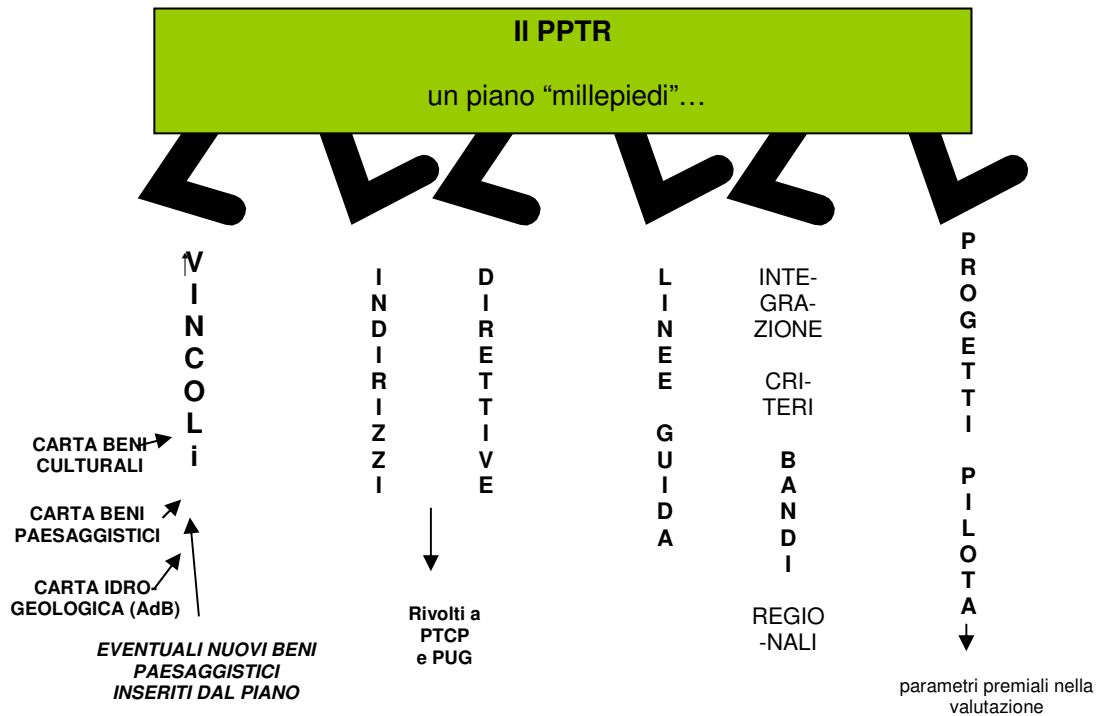 Il PPTR
un piano “millepiedi”…
VINCOLi
CARTA BENI
CULTURALI
CARTA BENI
PAESAGGISTICI
CARTA IDRO-
GEOLOGICA (AdB)
EVENTUALI NUOVI BENI
PAESAGGISTICI
INSERITI DAL PIANO
INDIRIZZI
DIRETTIVE
Rivolti a
PTCP
e PUG
LINEE GUIDA
INTE-
GRA-
ZIONE
CRI-
TERI
BANDI
REGIO
-NALI
PROGETTI PILOTA
parametri premiali nella
valutazione